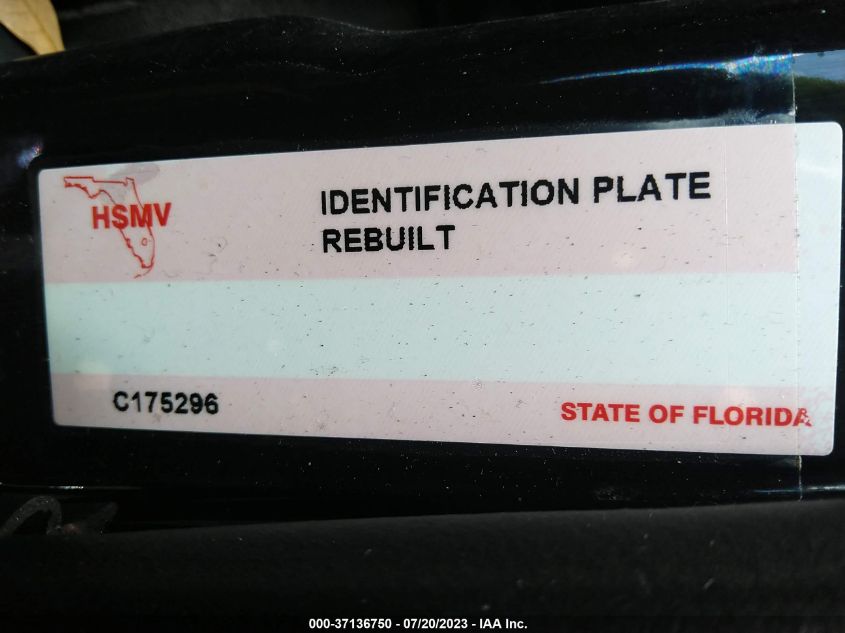 HSMV
IDENTIFICATION PLATE
REBUILT
C175296
STATE OF FLORIDA
000-37136750 - 07/20/2023 - IAA Inc.